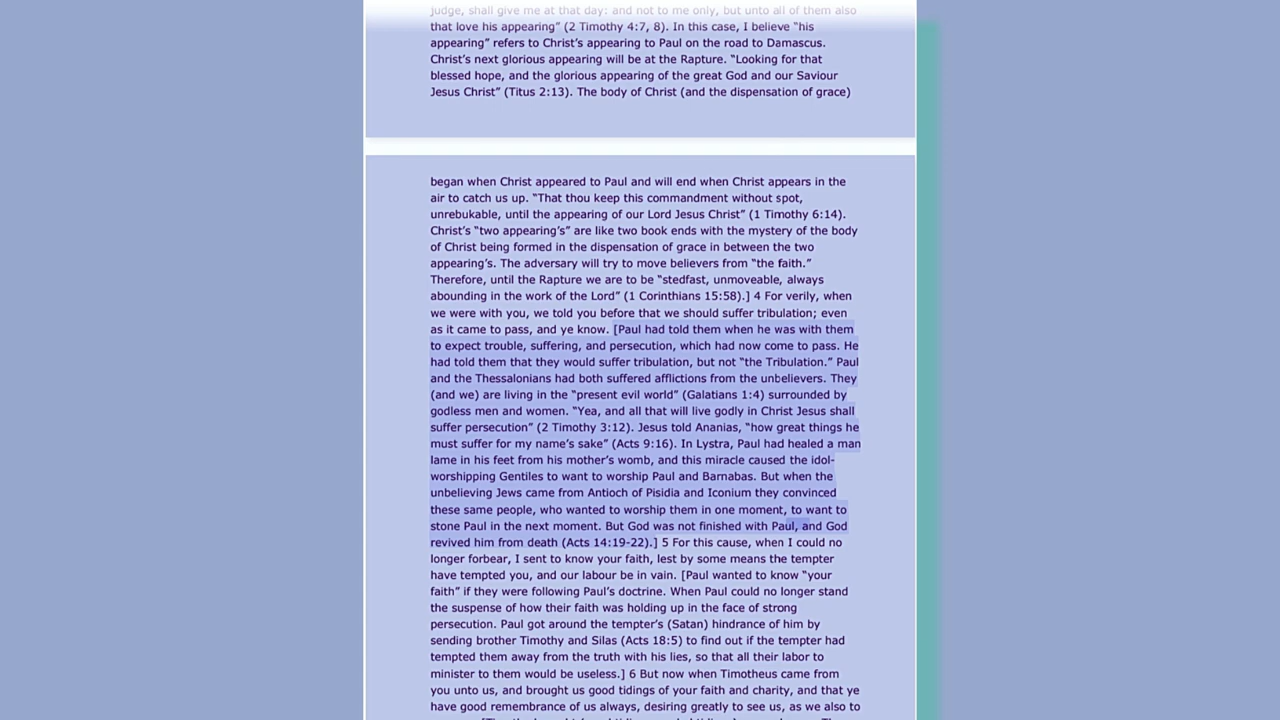 judge, shall give me at that day: and not to me only, but unto all of them also
that love his appearing” (2 Timothy 4:7, 8). In this case, I believe “his
appearing” refers to Christ’s appearing to Paul on the road to Damascus.
Christ’s next glorious appearing will be at the Rapture. “Looking for that
blessed hope, and the glorious appearing of the great God and our Saviour
Jesus Christ” (Titus 2:13). The body of Christ (and the dispensation of grace)
began when Christ appeared to Paul and will end when Christ appears in the
air to catch us up. “That thou keep this commandment without spot,
unrebukable, until the appearing of our Lord Jesus Christ” (1 Timothy 6:14).
Christ’s “two appearing’s” are like two book ends with the mystery of the body
of Christ being formed in the dispensation of grace in between the two
appearing’s. The adversary will try to move believers from “the faith.”
Therefore, until the Rapture we are to be “stedfast, unmoveable, always
abounding in the work of the Lord” (1 Corinthians 15:58).] 4 For verily, when
we were with you, we told you before that we should suffer tribulation; even
as it came to pass, and ye know. [Paul had told them when he was with them
to expect trouble, suffering, and persecution, which had now come to pass. He
had told them that they would suffer tribulation, but not “the Tribulation.” Paul
and the Thessalonians had both suffered afflictions from the unbelievers. They
(and we) are living in the “present evil world” (Galatians 1:4) surrounded by
godless men and women. “Yea, and all that will live godly in Christ Jesus shall
suffer persecution” (2 Timothy 3:12). Jesus told Ananias, “how great things he
must suffer for my name’s sake” (Acts 9:16). In Lystra, Paul had healed a man
lame in his feet from his mother’s womb, and this miracle caused the idol-
worshipping Gentiles to want to worship Paul and Barnabas. But when the
unbelieving Jews came from Antioch of Pisidia and Iconium they convinced
these same people, who wanted to worship them in one moment, to want to
stone Paul in the next moment. But God was not finished with Paul, and God
revived him from death (Acts 14:19-22).] 5 For this cause, when I could no
longer forbear, I sent to know your faith, lest by some means the tempter
have tempted you, and our labour be in vain. [Paul wanted to know “your
faith” if they were following Paul’s doctrine. When Paul could no longer stand
the suspense of how their faith was holding up in the face of strong
persecution. Paul got around the tempter’s (Satan) hindrance of him by
sending brother Timothy and Silas (Acts 18:5) to find out if the tempter had
tempted them away from the truth with his lies, so that all their labor to
minister to them would be useless.] 6 But now when Timotheus came from
you unto us, and brought us good tidings of your faith and charity, and that ye
have good remembrance of us always, desiring greatly to see us, as we also to